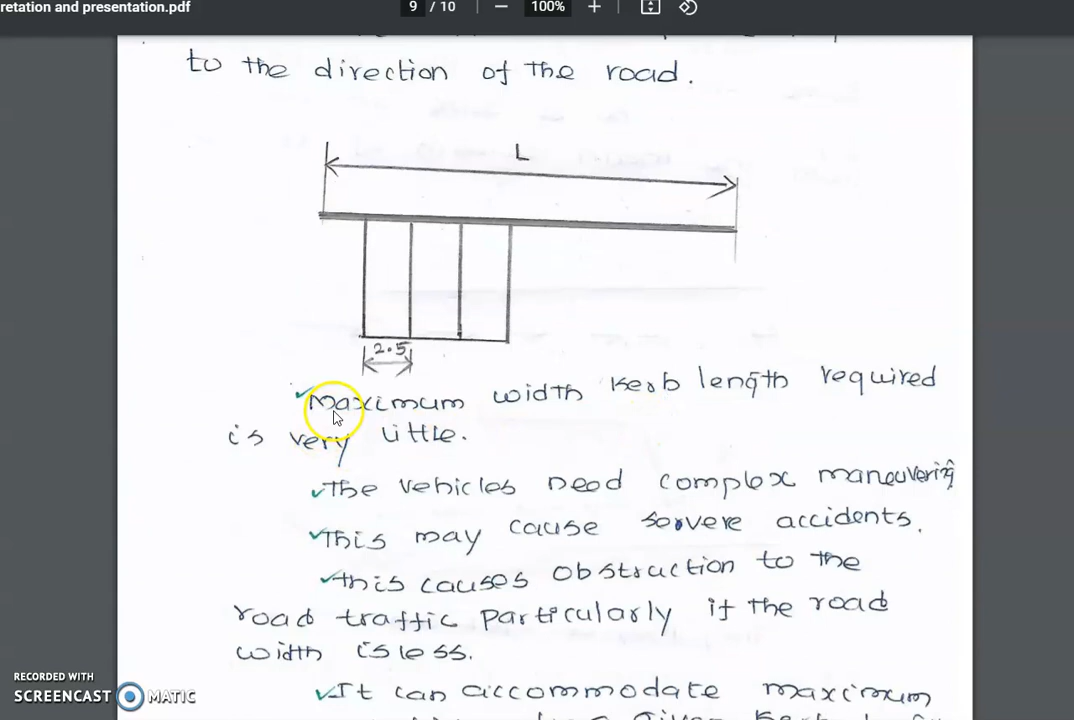 retation and presentation.pdf
9 / 10
100%
to the direction of the road.
L
2.5
Maximum width Kerb length required
is very little.
The vehicles need complex
This may cause accidents.
this causes obstruction to the
road traffic particularly if the road
width is less.
It can accommodate maximum
given
RECORDED WITH
SCREENCAST MATIC